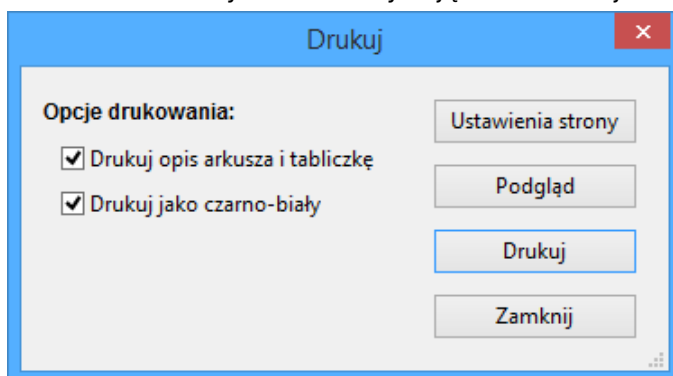 Drukuj
Opcje drukowania:
Drukuj opis arkusza i tabliczkę
Drukuj jako czarno-biały
Ustawienia strony
Podgląd
Drukuj
Zamknij